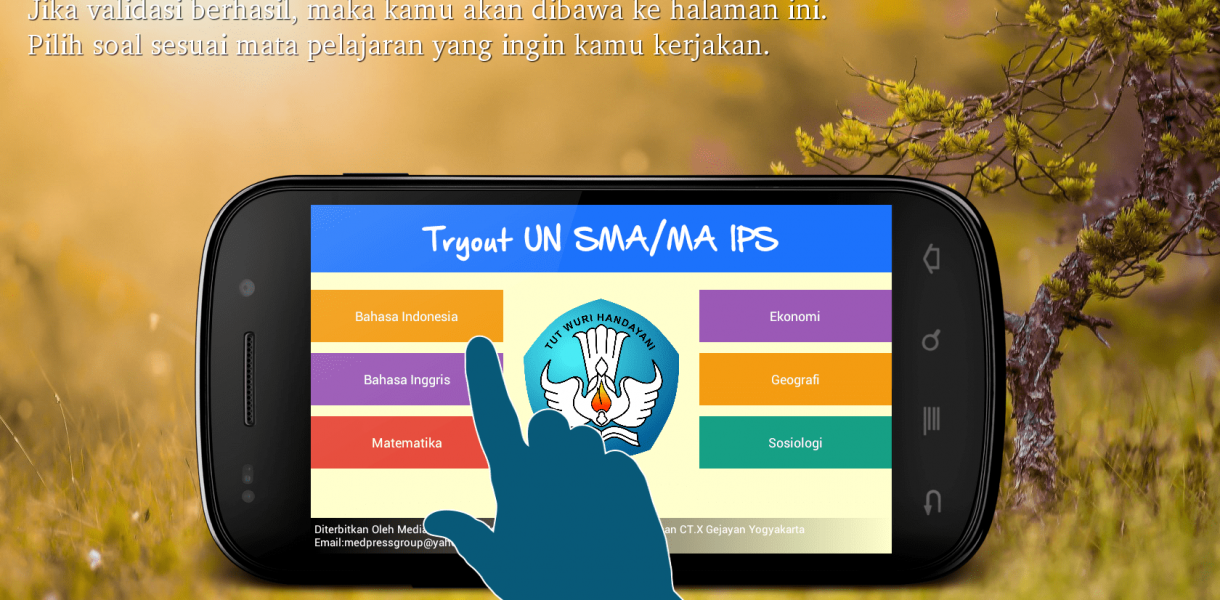 Jika validasi berhasil, maka kamu akan dibawa ke halaman ini.
Pilih soal sesuai mata pelajaran yang ingin kamu kerjakan.
Tryout UN SMA/MA IPS
Bahasa Indonesia
Bahasa Inggris
Matematika
TUT WURI HANDAYANI
Ekonomi
Geografi
Sosiologi
Diterbitkan Oleh Media
an CT.X Gejayan Yogyakarta
Email:medpressgroup@yah